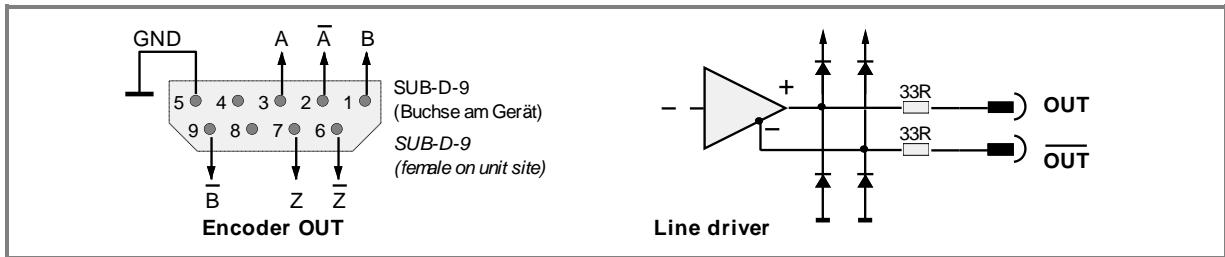 GND A A̅ B
5 4 3 2 1
9 8 7 6
B̅ Z Z̅
SUB-D-9
(Buchse am Gerät)
SUB-D-9
(female on unit site)
Encoder OUT
+
−
33R
OUT
33R
O̅U̅T̅
Line driver